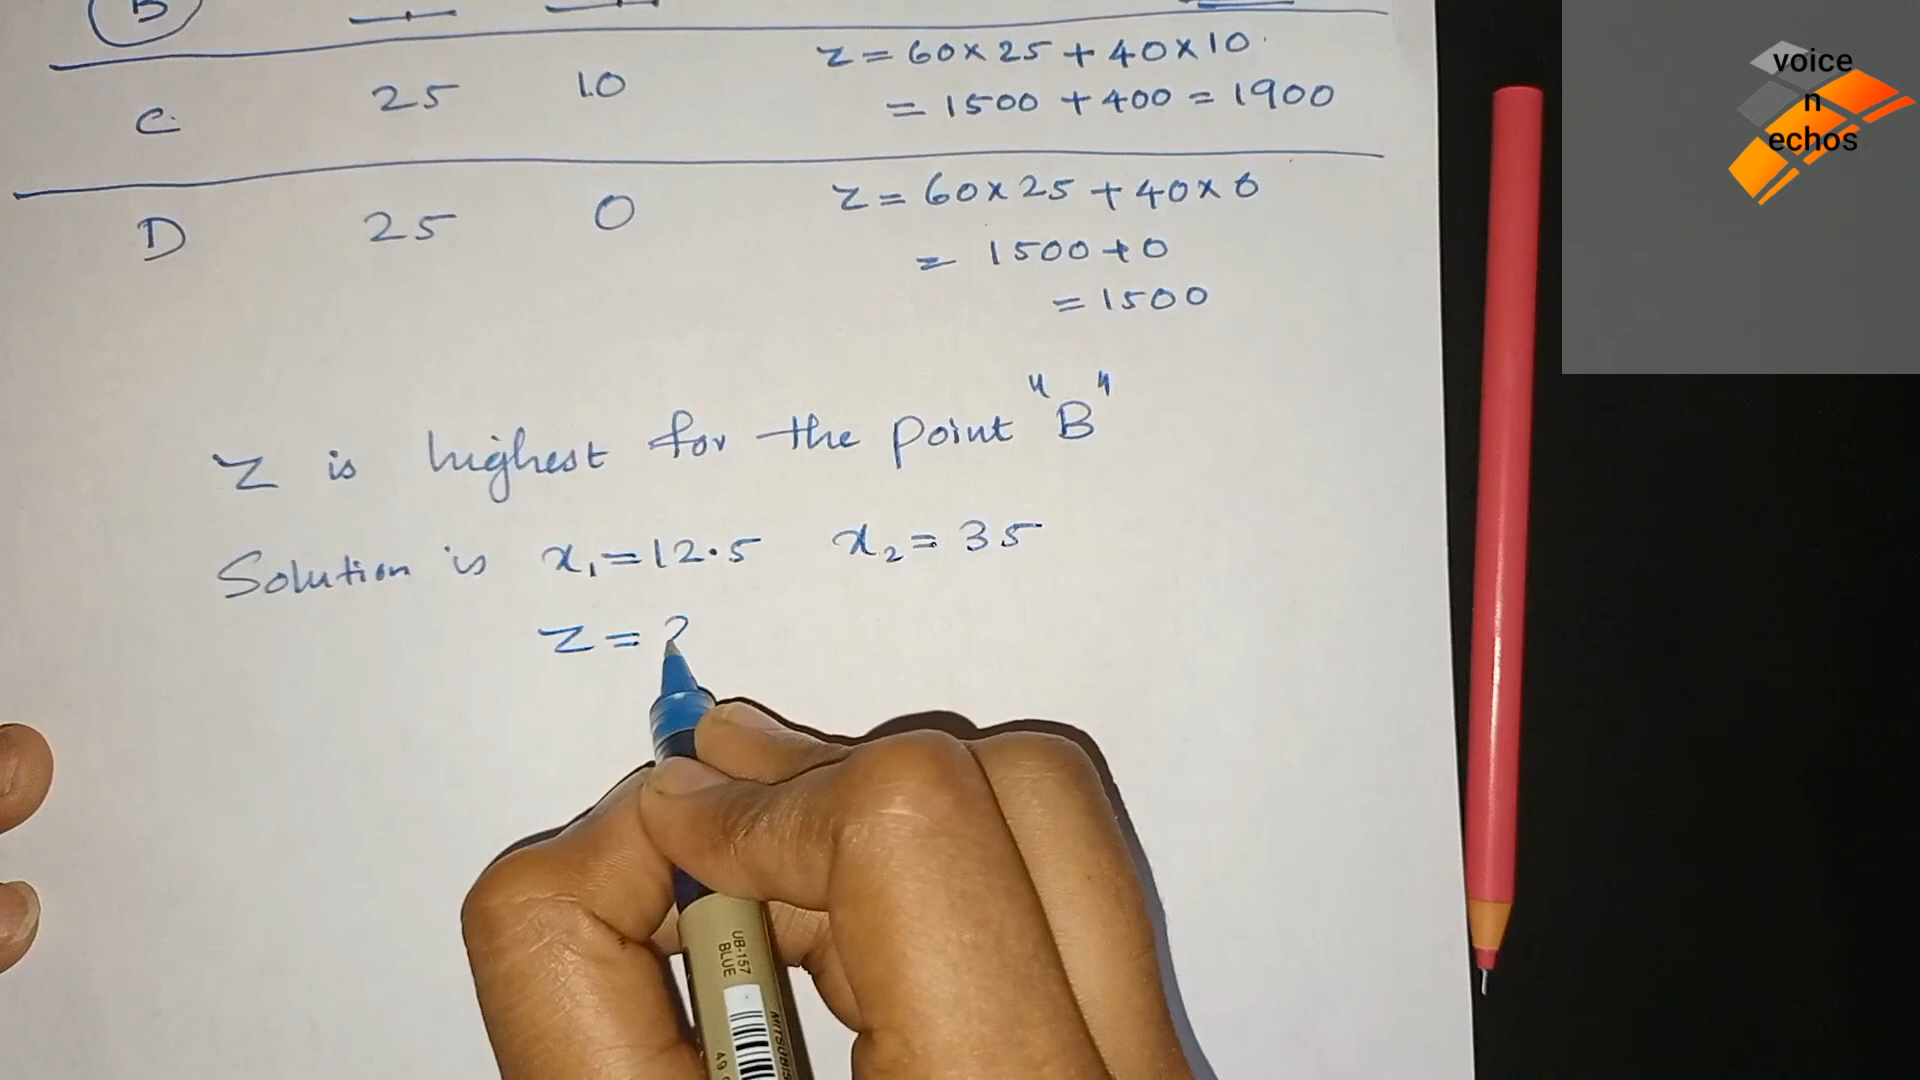 B
C 25 10 Z = 60 x 25 + 40 x 10
= 1500 + 400 = 1900
D 25 0 Z = 60 x 25 + 40 x 0
= 1500 + 0
= 1500
Z is highest for the point "B"
Solution is x₁ = 12.5 x₂ = 35
Z = 2
voice
n
echos
UB-157
BLUE